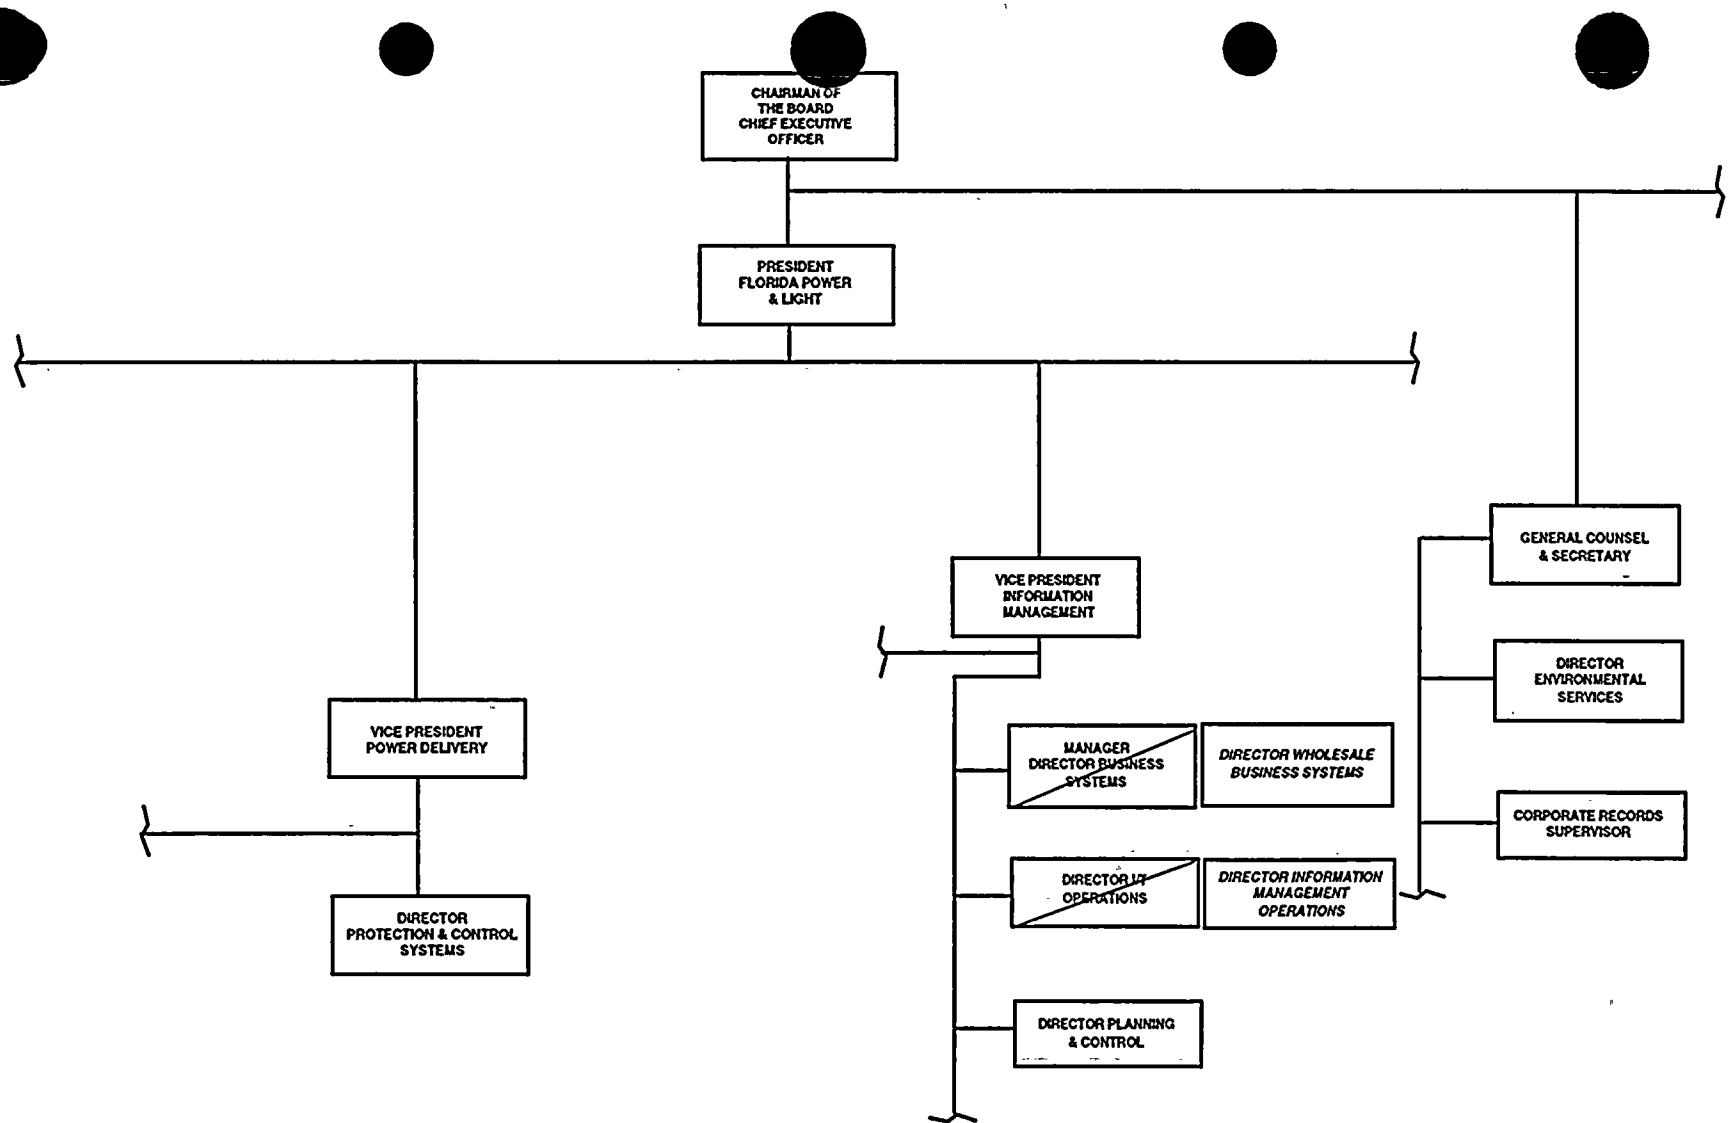 CHAIRMAN OF
THE BOARD
CHIEF EXECUTIVE
OFFICER
PRESIDENT
FLORIDA POWER
& LIGHT
GENERAL COUNSEL
& SECRETARY
VICE PRESIDENT
INFORMATION
MANAGEMENT
DIRECTOR
ENVIRONMENTAL
SERVICES
VICE PRESIDENT
POWER DELIVERY
MANAGER
DIRECTOR BUSINESS
SYSTEMS
DIRECTOR WHOLESALE
BUSINESS SYSTEMS
CORPORATE RECORDS
SUPERVISOR
DIRECTOR I/T
OPERATIONS
DIRECTOR INFORMATION
MANAGEMENT
OPERATIONS
DIRECTOR
PROTECTION & CONTROL
SYSTEMS
DIRECTOR PLANNING
& CONTROL